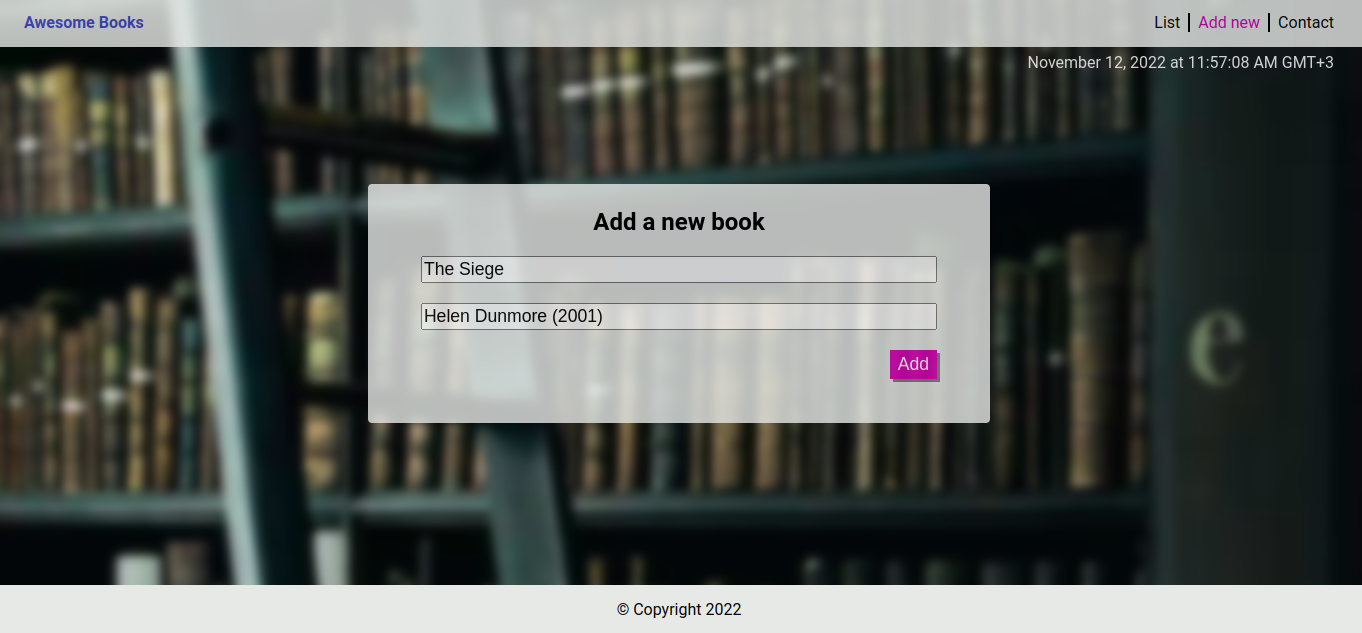 Awesome Books
List
Add new
Contact
November 12, 2022 at 11:57:08 AM GMT+3
Add a new book
The Siege
Helen Dunmore (2001)
Add
e
© Copyright 2022